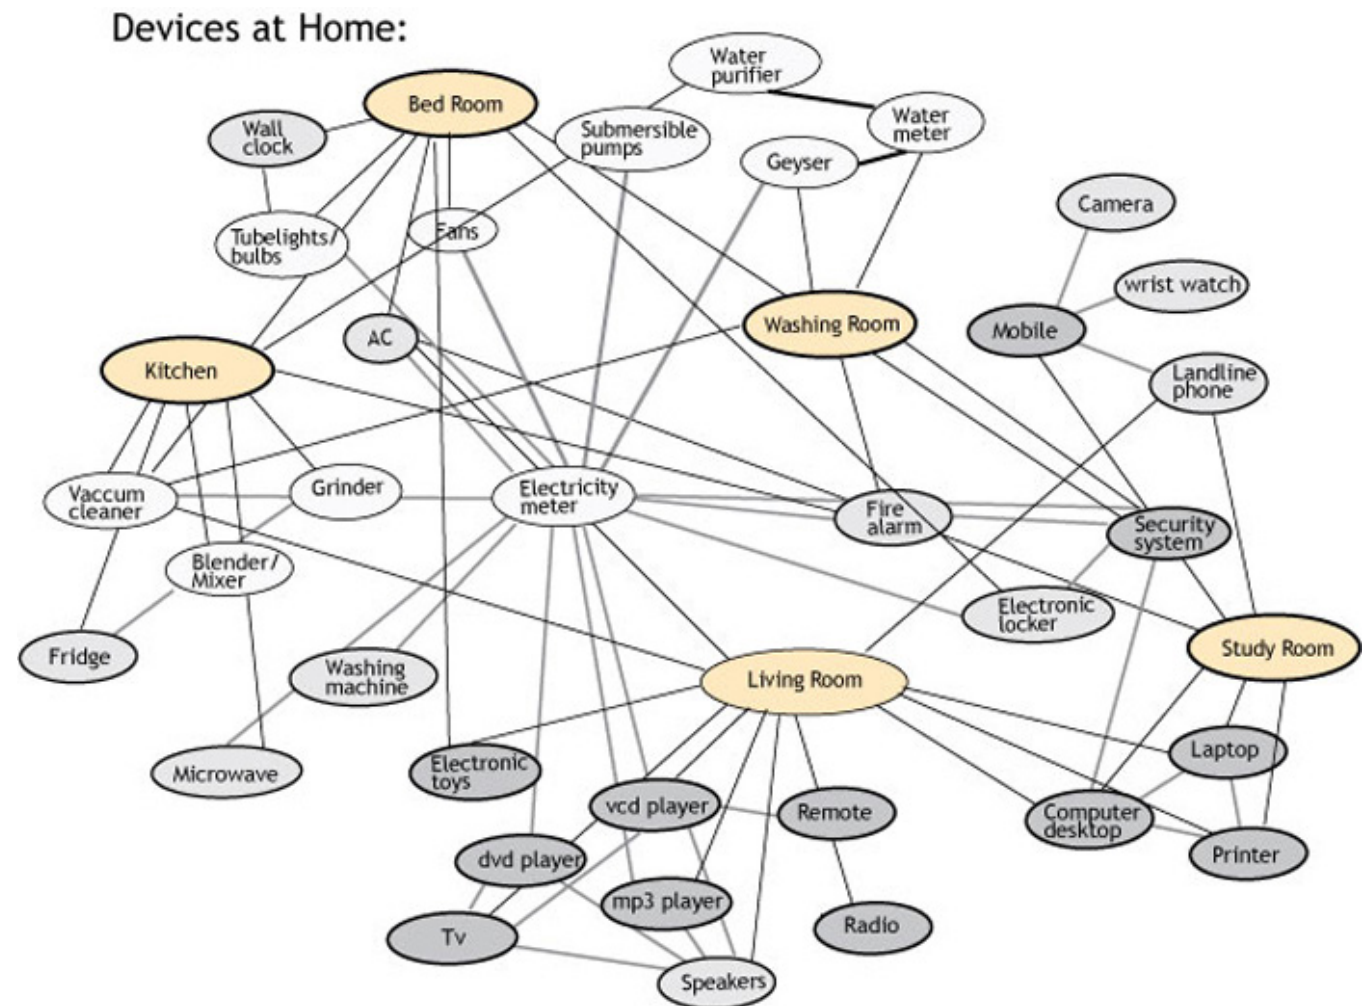 Devices at Home:
Water
purifier
Bed Room
Water
meter
Wall
clock
Submersible
pumps
Geyser
Camera
Tubelights/
bulbs
Fans
wrist watch
Washing Room
Mobile
AC
Kitchen
Landline
phone
Vaccum
cleaner
Grinder
Electricity
meter
Fire
alarm
Security
system
Blender/
Mixer
Electronic
locker
Fridge
Washing
machine
Living Room
Study Room
Microwave
Electronic
toys
Laptop
vcd player
Remote
Computer
desktop
Printer
dvd player
mp3 player
Radio
Tv
Speakers